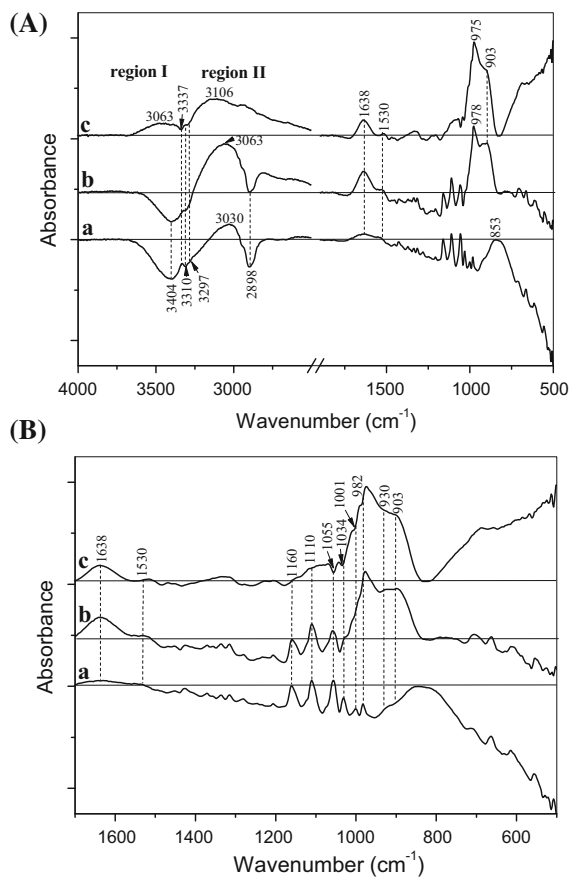 (A)
region I
region II
3063
3337
3106
975
903
1638
1530
978
c
3063
b
a
3030
853
3404
3310
3297
2898
Absorbance
4000
3500
3000
1500
1000
500
Wavenumber (cm⁻¹)
(B)
1638
1530
1160
1110
1055
1034
1001
982
930
903
c
b
a
Absorbance
1600
1400
1200
1000
800
600
Wavenumber (cm⁻¹)